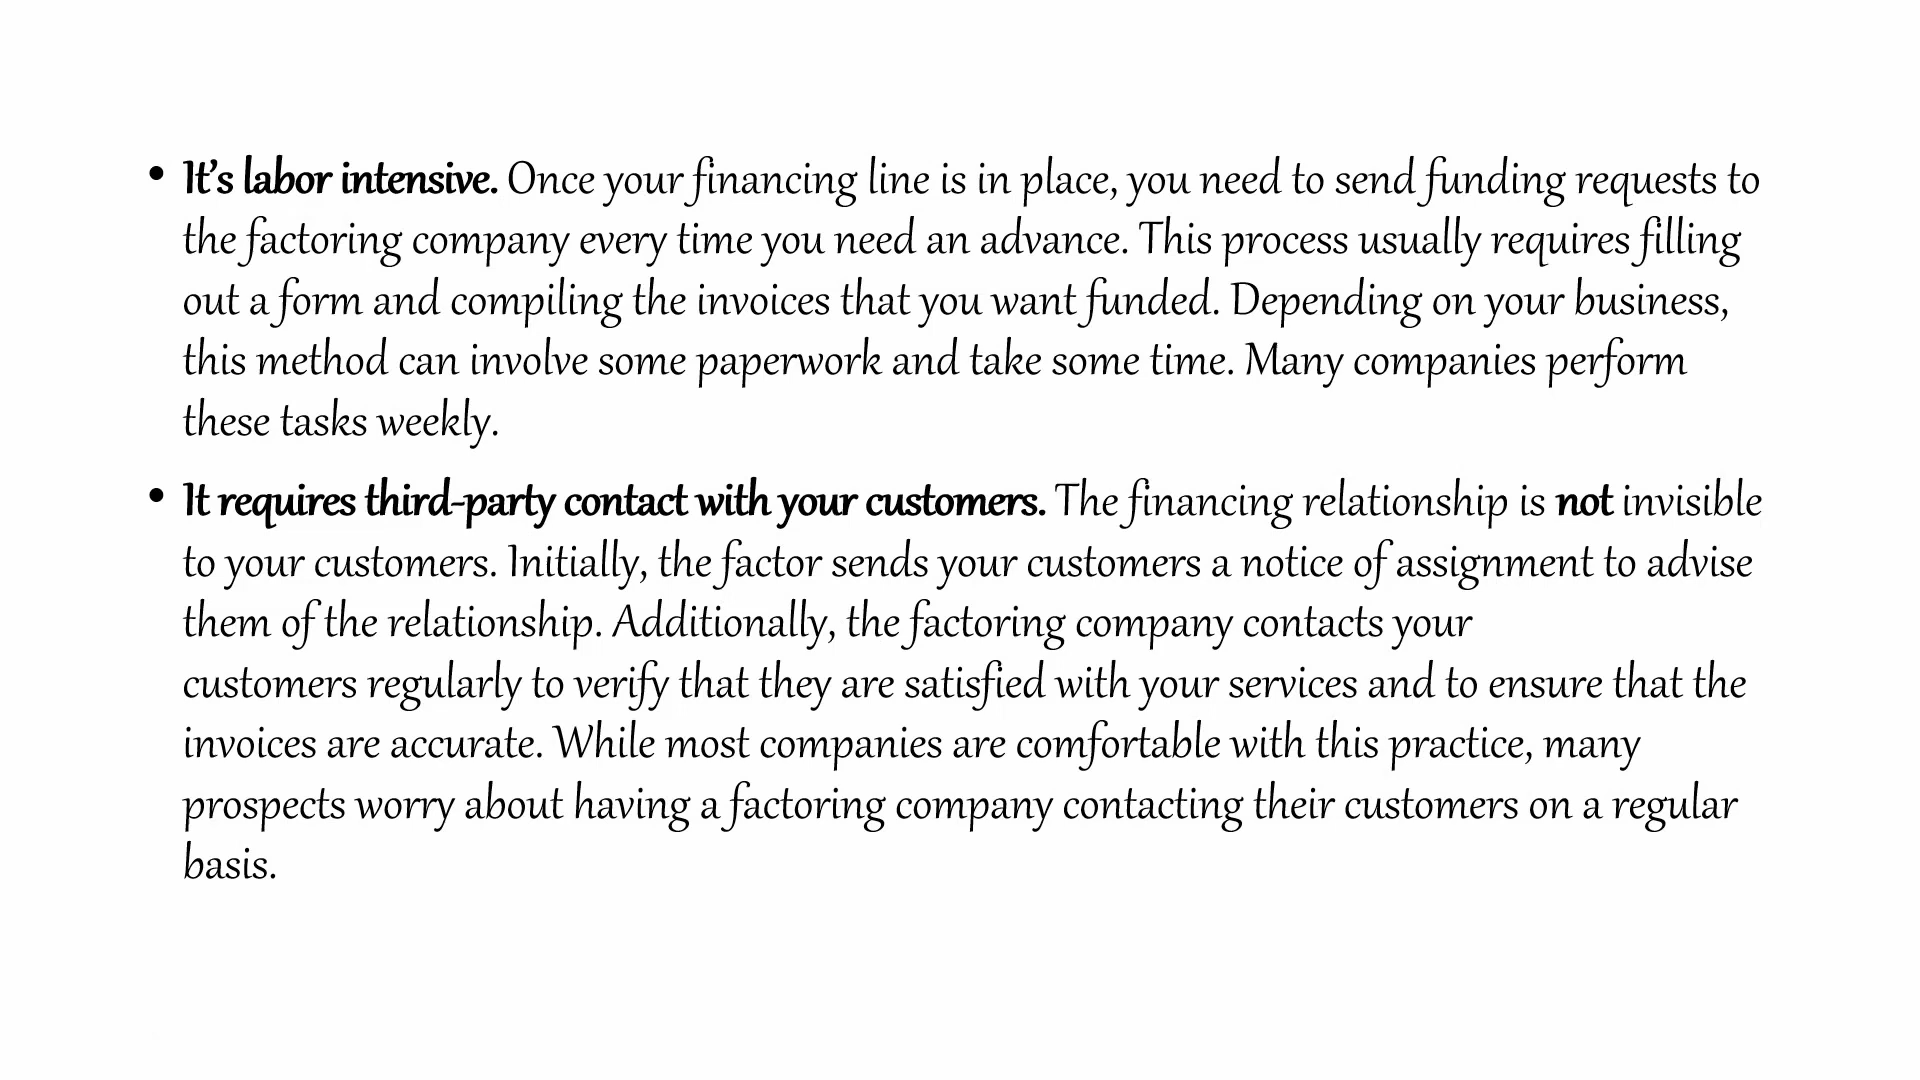 • It's labor intensive. Once your financing line is in place, you need to send funding requests to
the factoring company every time you need an advance. This process usually requires filling
out a form and compiling the invoices that you want funded. Depending on your business,
this method can involve some paperwork and take some time. Many companies perform
these tasks weekly.
• It requires third-party contact with your customers. The financing relationship is not invisible
to your customers. Initially, the factor sends your customers a notice of assignment to advise
them of the relationship. Additionally, the factoring company contacts your
customers regularly to verify that they are satisfied with your services and to ensure that the
invoices are accurate. While most companies are comfortable with this practice, many
prospects worry about having a factoring company contacting their customers on a regular
basis.